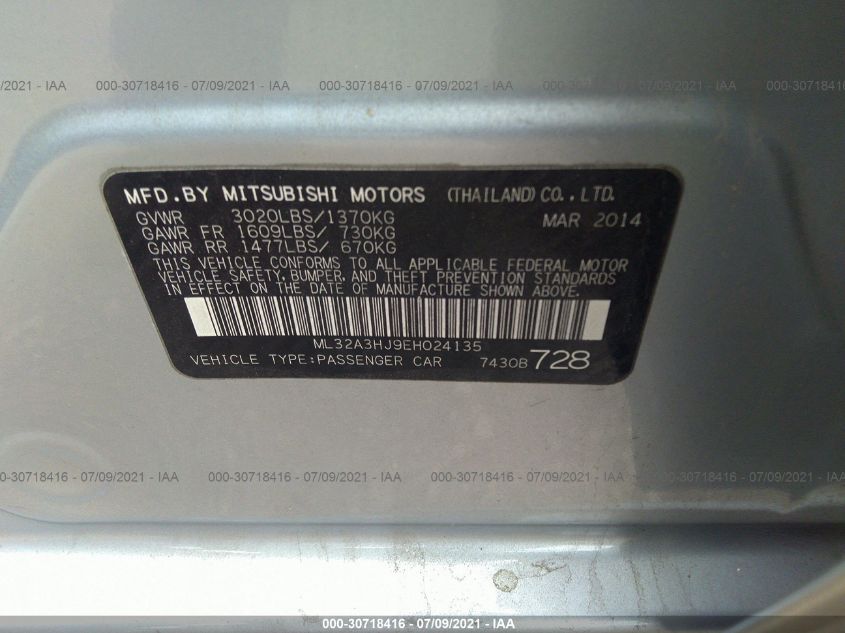 /2021 - IAA 000-30718416 - 07/09/2021 - IAA 000-30718416 - 07/09/2021 - IAA 000-30718416 - 07/09/
MFD.BY MITSUBISHI MOTORS (THAILAND) CO.,LTD.
GVWR 3020LBS/1370KG MAR 2014
GAWR FR 1609LBS/ 730KG
GAWR RR 1477LBS/ 670KG
THIS VEHICLE CONFORMS TO ALL APPLICABLE FEDERAL MOTOR
VEHICLE SAFETY, BUMPER, AND THEFT PREVENTION STANDARDS
IN EFFECT ON THE DATE OF MANUFACTURE SHOWN ABOVE.
ML32A3HJ9EH024135
VEHICLE TYPE:PASSENGER CAR 7430B 728
000-30718416 - 07/09/2021 - IAA 000-30718416 - 07/09/2021 - IAA 000-30718416 - 07/09/2021 - IAA 000-30718416 - 07/09/2021 - IAA
000-30718416 - 07/09/2021 - IAA